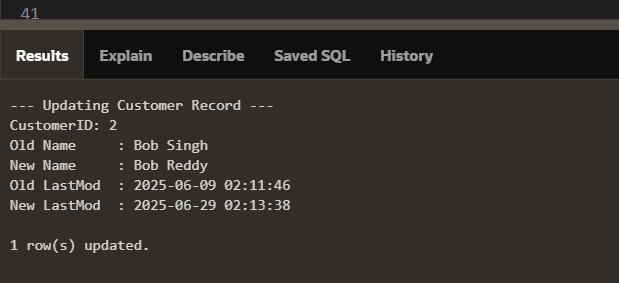 41
Results Explain Describe Saved SQL History
--- Updating Customer Record ---
CustomerID: 2
Old Name     : Bob Singh
New Name     : Bob Reddy
Old LastMod  : 2025-06-09 02:11:46
New LastMod  : 2025-06-29 02:13:38
1 row(s) updated.